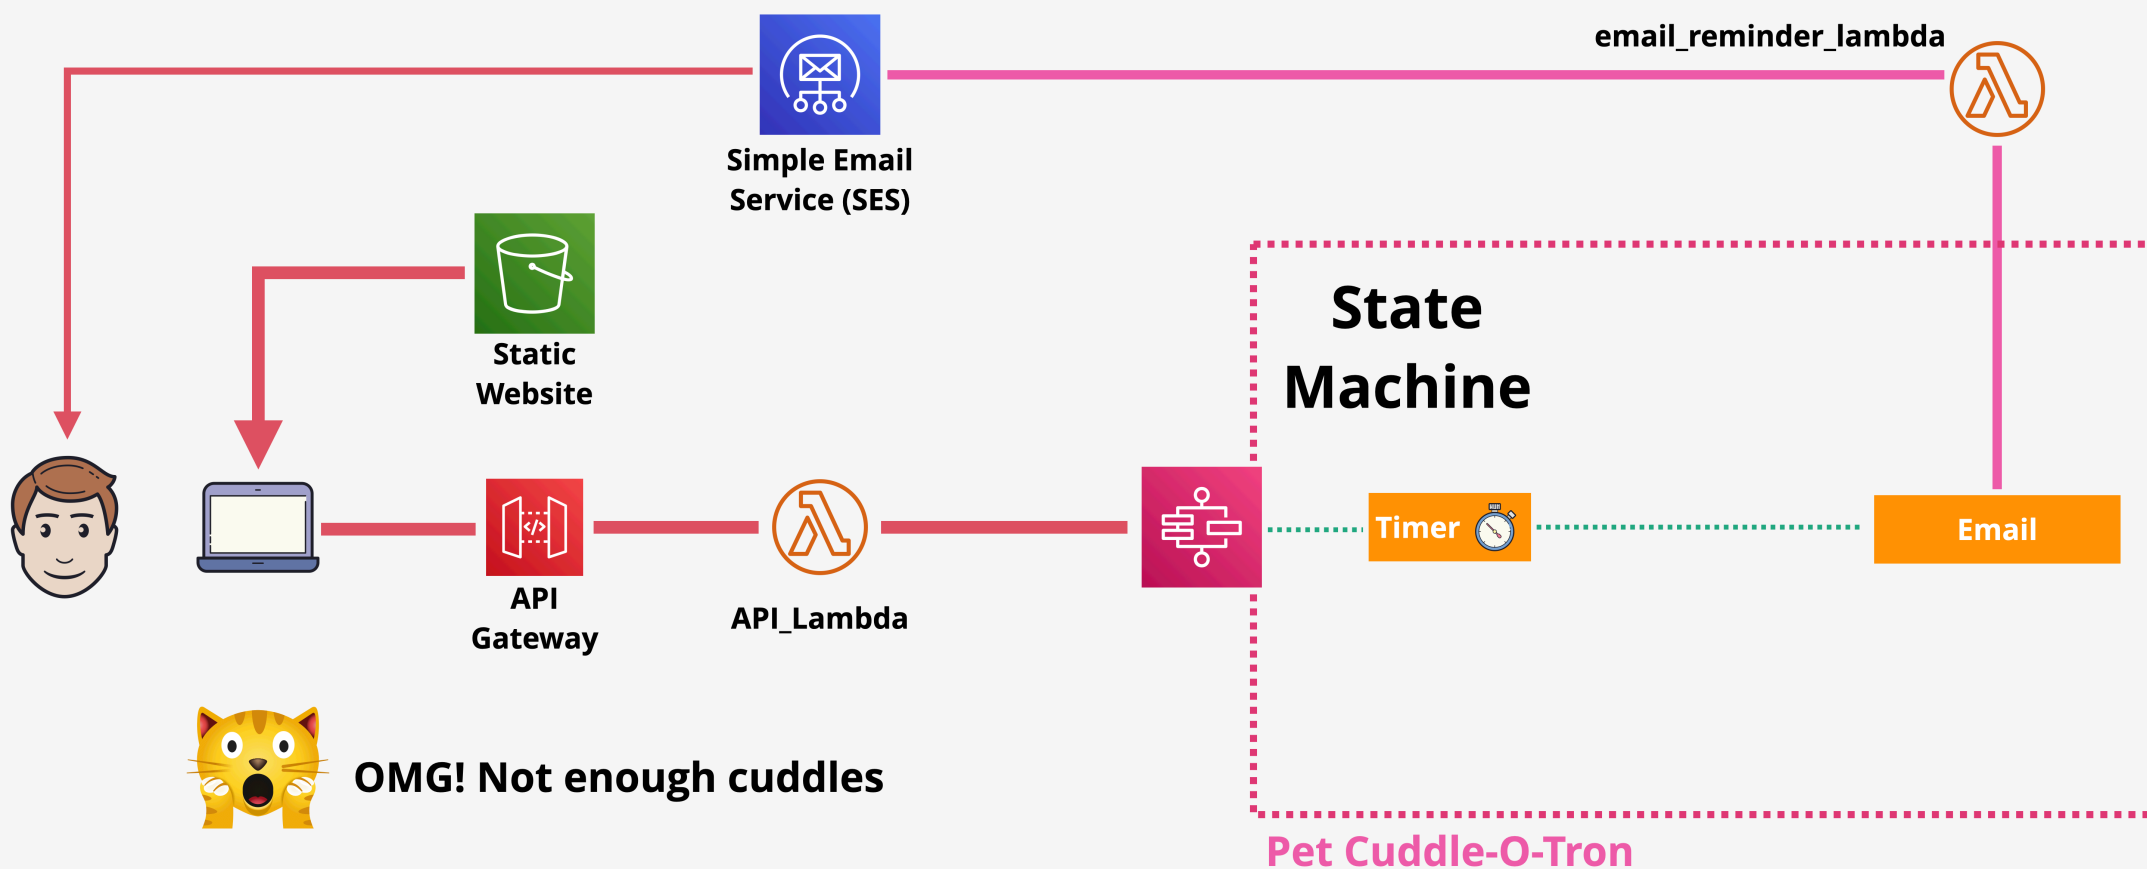 email_reminder_lambda
Simple Email
Service (SES)
Static
Website
State
Machine
Timer
Email
API
Gateway
API_Lambda
OMG! Not enough cuddles
Pet Cuddle-O-Tron